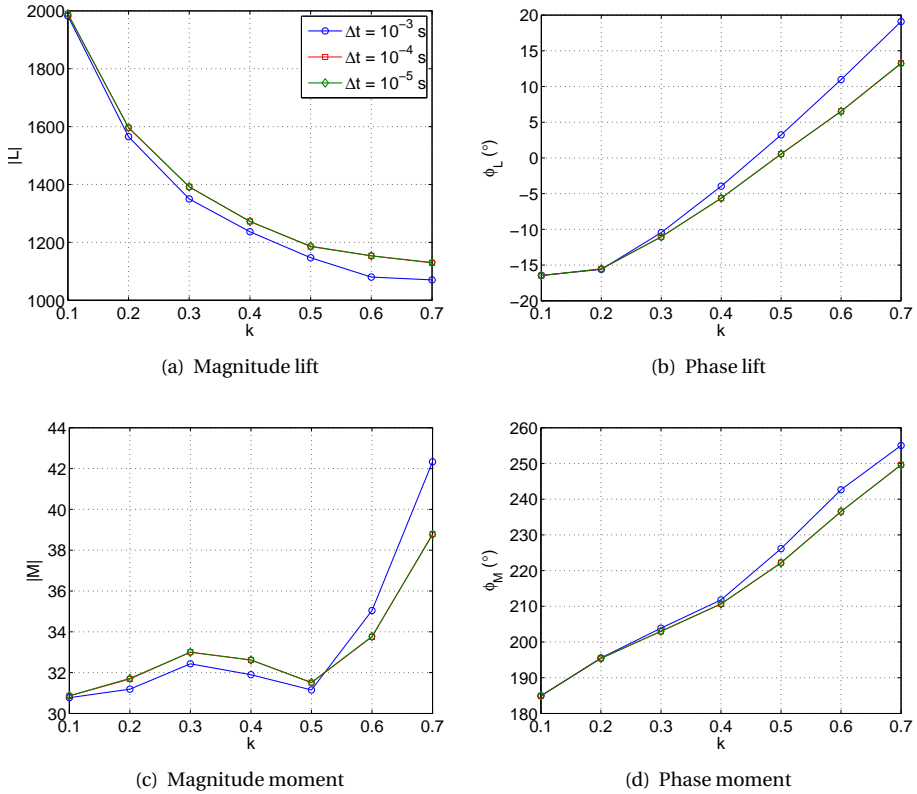 2000
1800
1600
1400
1200
1000
|L|
0.1 0.2 0.3 0.4 0.5 0.6 0.7
k
Δt = 10⁻³ s
Δt = 10⁻⁴ s
Δt = 10⁻⁵ s
(a) Magnitude lift
20
15
10
5
0
−5
−10
−15
−20
ϕ_L (°)
0.1 0.2 0.3 0.4 0.5 0.6 0.7
k
(b) Phase lift
44
42
40
38
36
34
32
30
|M|
0.1 0.2 0.3 0.4 0.5 0.6 0.7
k
(c) Magnitude moment
260
250
240
230
220
210
200
190
180
ϕ_M (°)
0.1 0.2 0.3 0.4 0.5 0.6 0.7
k
(d) Phase moment